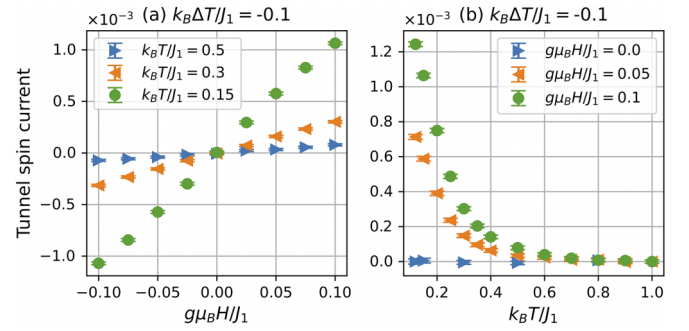 ×10⁻³ (a) k_BΔT/J₁ = -0.1
Tunnel spin current
1.0
0.5
0.0
−0.5
−1.0
k_BT/J₁ = 0.5
k_BT/J₁ = 0.3
k_BT/J₁ = 0.15
−0.10 −0.05 0.00 0.05 0.10
gμ_BH/J₁
×10⁻³ (b) k_BΔT/J₁ = -0.1
1.2
1.0
0.8
0.6
0.4
0.2
0.0
gμ_BH/J₁ = 0.0
gμ_BH/J₁ = 0.05
gμ_BH/J₁ = 0.1
0.2 0.4 0.6 0.8 1.0
k_BT/J₁